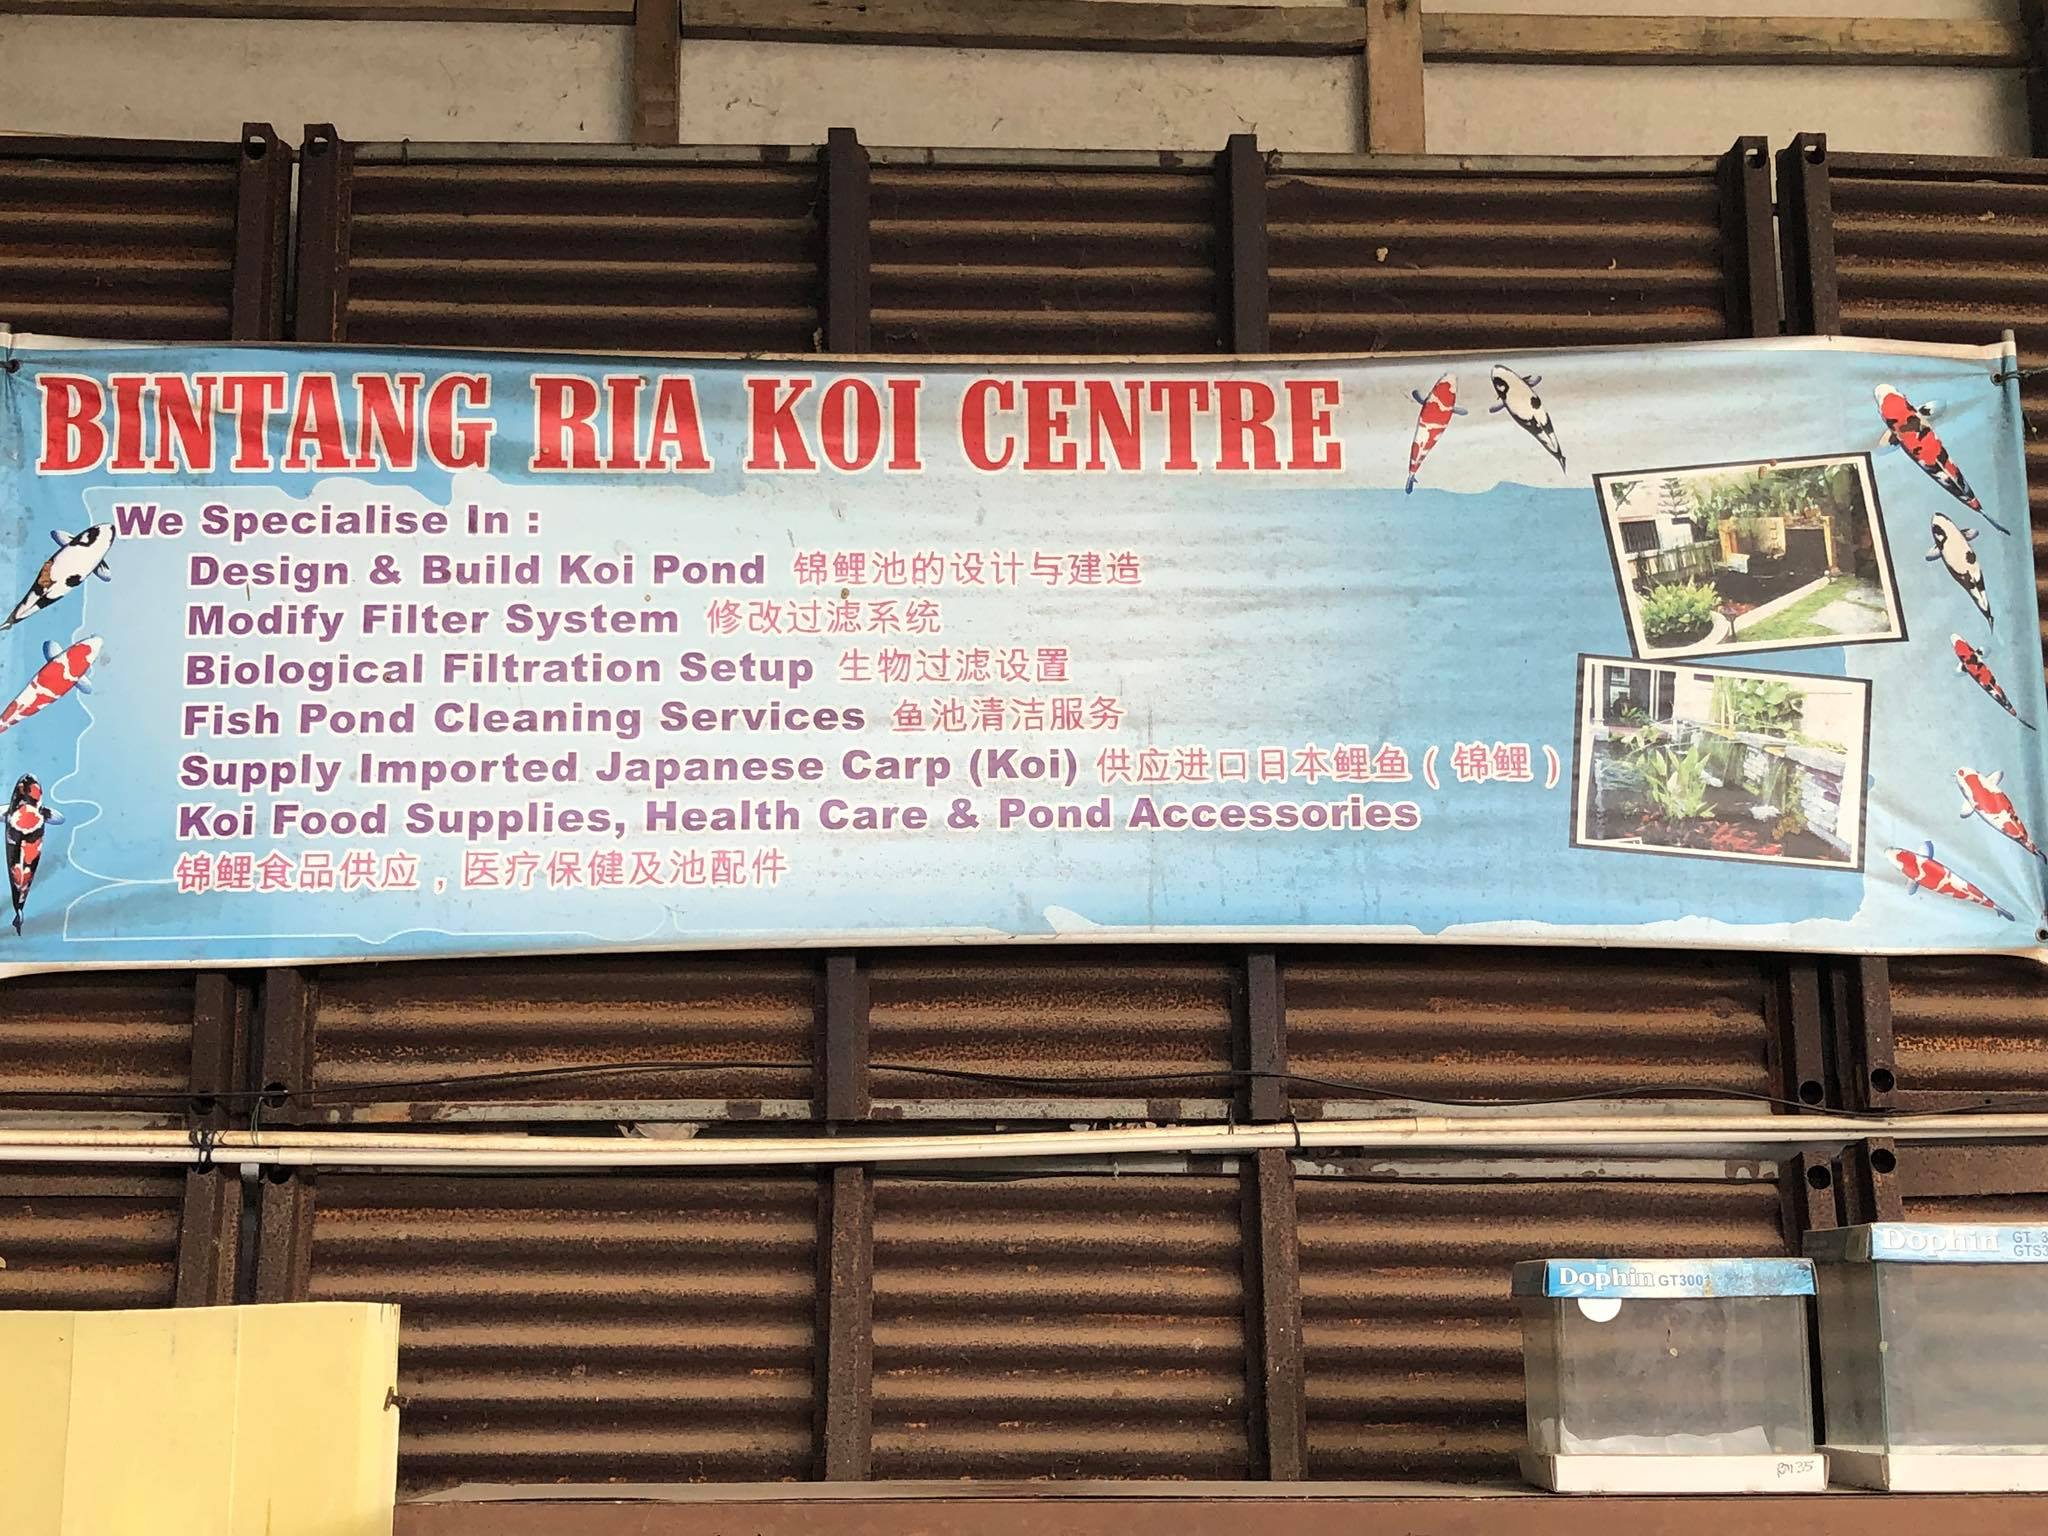 BINTANG RIA KOI CENTRE
We Specialise In :
Design & Build Koi Pond 锦鲤池的设计与建造
Modify Filter System 修改过滤系统
Biological Filtration Setup 生物过滤设置
Fish Pond Cleaning Services 鱼池清洁服务
Supply Imported Japanese Carp (Koi) 供应进口日本鲤鱼 ( 锦鲤 )
Koi Food Supplies, Health Care & Pond Accessories
锦鲤食品供应 , 医疗保健及池配件
Dophin GT300
RM35
Dophin GT